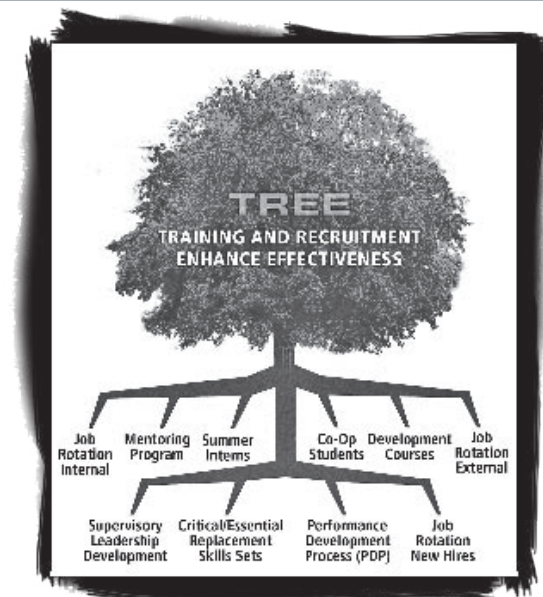 TREE
TRAINING AND RECRUITMENT
ENHANCE EFFECTIVENESS
Job
Rotation
Internal
Mentoring
Program
Summer
Interns
Co-Op
Students
Development
Courses
Job
Rotation
External
Supervisory
Leadership
Development
Critical/Essential
Replacement
Skills Sets
Performance
Development
Process (PDP)
Job
Rotation
New Hires